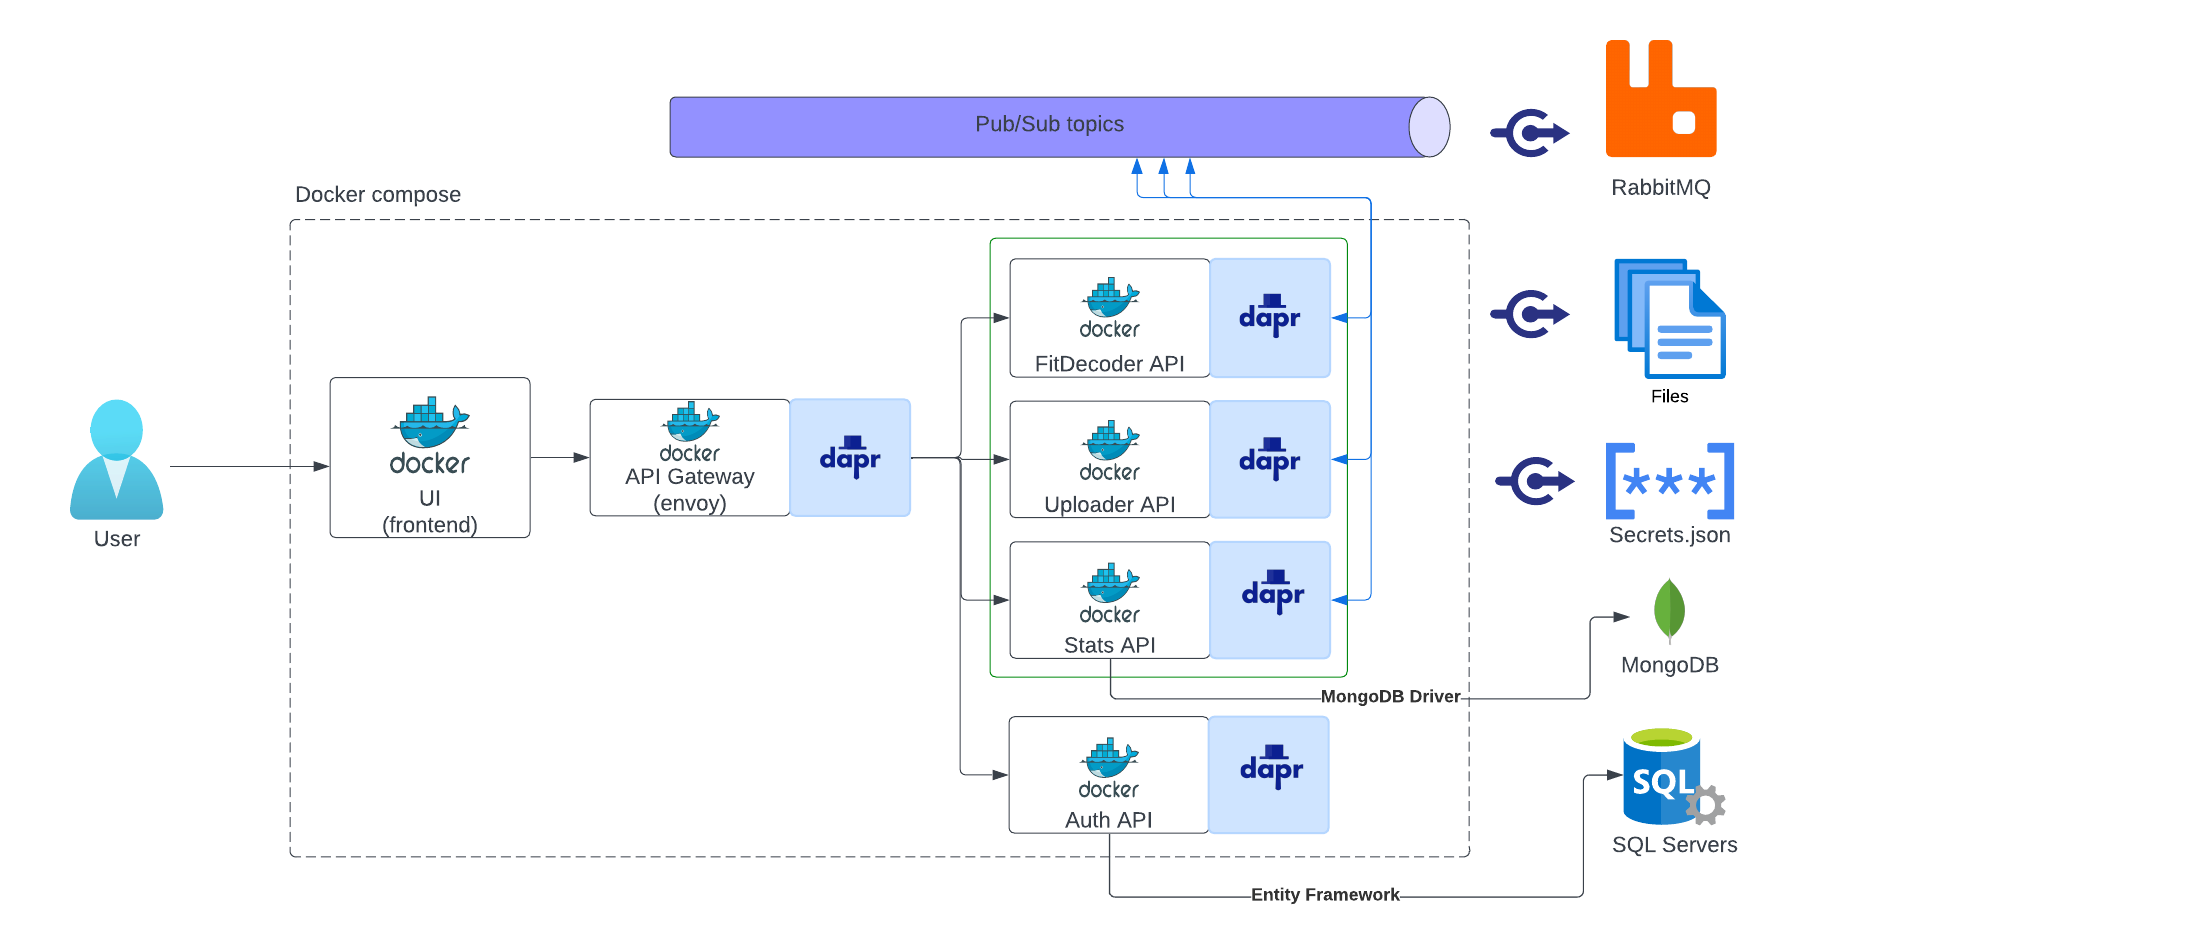 Pub/Sub topics
RabbitMQ
Docker compose
docker
FitDecoder API
dapr
Files
docker
UI
(frontend)
docker
API Gateway
(envoy)
dapr
docker
Uploader API
dapr
[***]
Secrets.json
User
docker
Stats API
dapr
MongoDB
MongoDB Driver
docker
Auth API
dapr
SQL
SQL Servers
Entity Framework